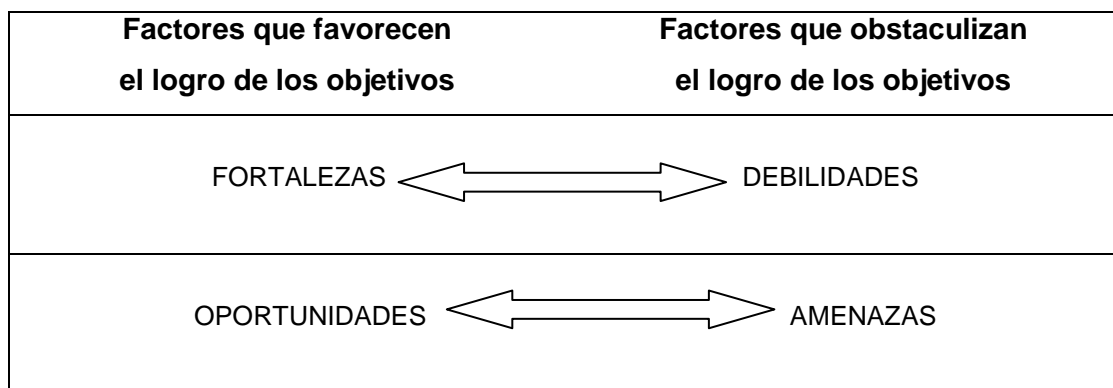 Factores que favorecen
el logro de los objetivos
Factores que obstaculizan
el logro de los objetivos
FORTALEZAS
DEBILIDADES
OPORTUNIDADES
AMENAZAS